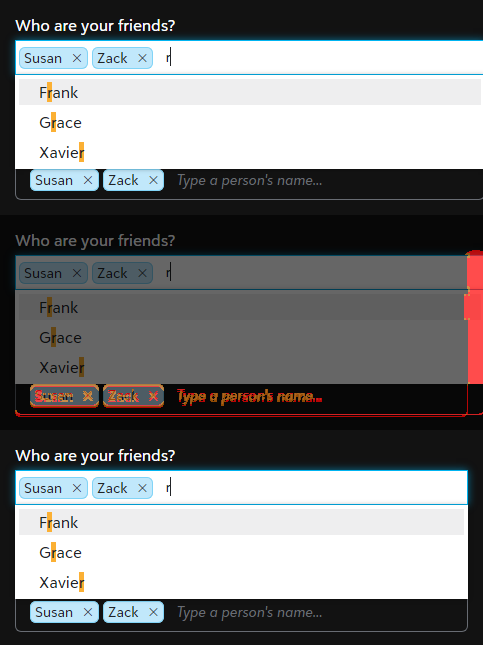 Who are your friends?
Susan × Zack × r
Frank
Grace
Xavier
Susan × Zack × Type a person's name...
Who are your friends?
Susan × Zack × r
Frank
Grace
Xavier
Susan × Zack × Type a person's name...
Who are your friends?
Susan × Zack × r
Frank
Grace
Xavier
Susan × Zack × Type a person's name...